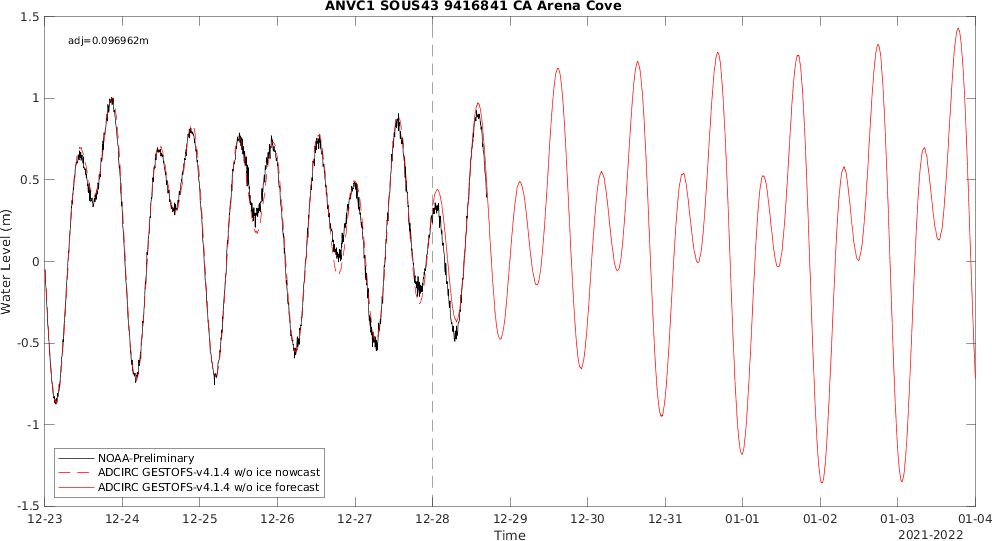 ANVC1 SOUS43 9416841 CA Arena Cove
adj=0.096962m
1.5
1
0.5
0
-0.5
-1
-1.5
Water Level (m)
NOAA-Preliminary
ADCIRC GESTOFS-v4.1.4 w/o ice nowcast
ADCIRC GESTOFS-v4.1.4 w/o ice forecast
12-23 12-24 12-25 12-26 12-27 12-28 12-29 12-30 12-31 01-01 01-02 01-03 01-04
Time
2021-2022